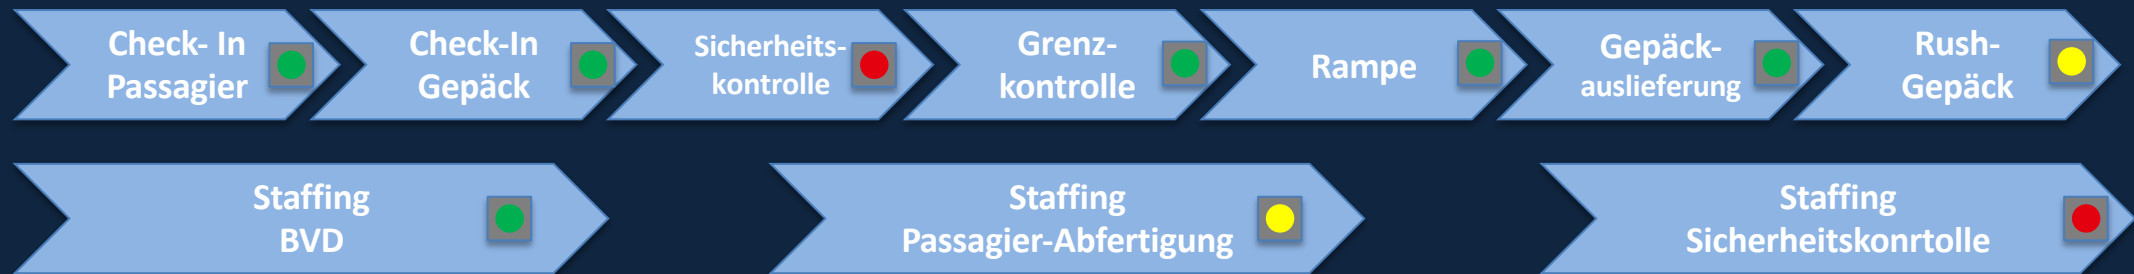 Check- In
Passagier
Check-In
Gepäck
Sicherheits-
kontrolle
Grenz-
kontrolle
Rampe
Gepäck-
auslieferung
Rush-
Gepäck
Staffing
BVD
Staffing
Passagier-Abfertigung
Staffing
Sicherheitskonrtolle